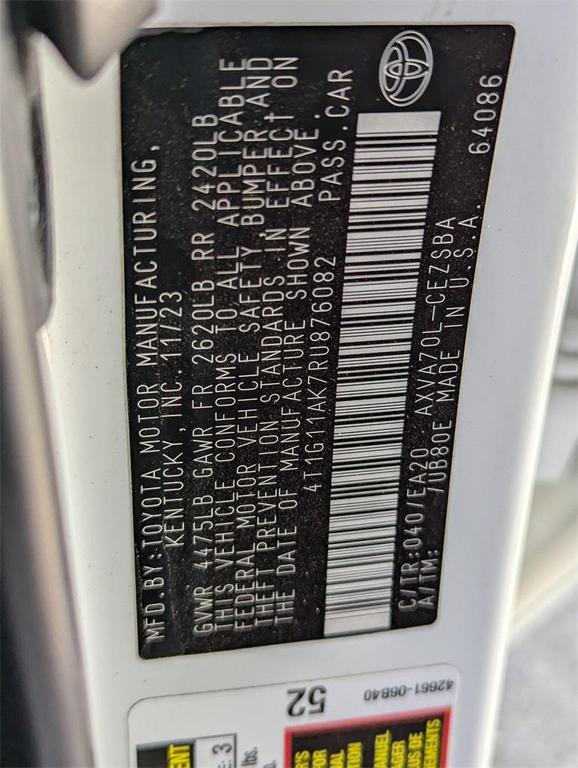 MFD.BY:TOYOTA MOTOR MANUFACTURING,
KENTUCKY, INC. 11/23
GVWR 4475LB GAWR FR 2620LB RR 2420LB
THIS VEHICLE CONFORMS TO ALL APPLICABLE
FEDERAL MOTOR VEHICLE SAFETY, BUMPER, AND
THEFT PREVENTION STANDARDS IN EFFECT ON
THE DATE OF MANUFACTURE SHOWN ABOVE.
4T1G11AK7RU876082 PASS.CAR
C/TR:040/EA20 AXVA70L-CEZSBA
A/TM: /UB80E MADE IN U.S.A. 64086
52
42661-06B40
3
lbs.